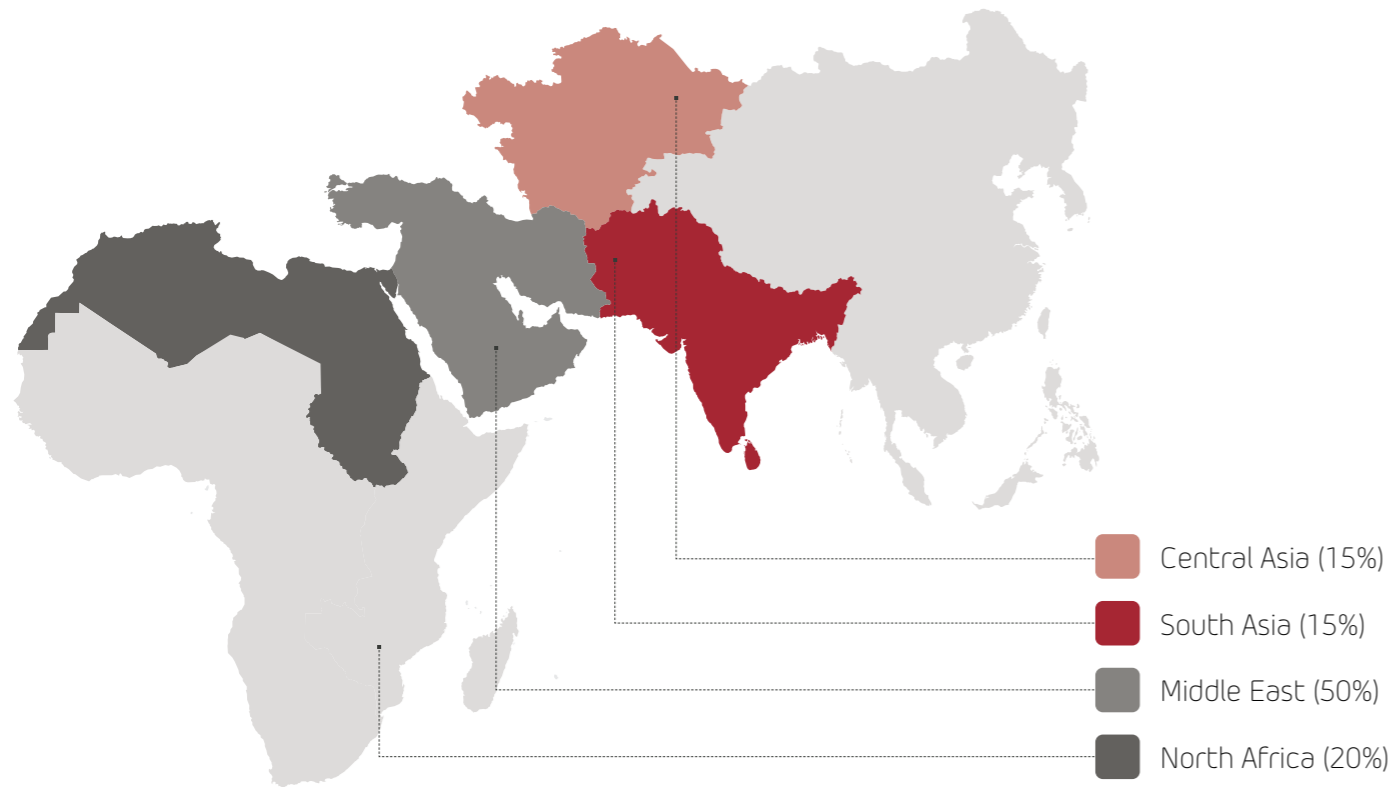 Central Asia (15%)
South Asia (15%)
Middle East (50%)
North Africa (20%)